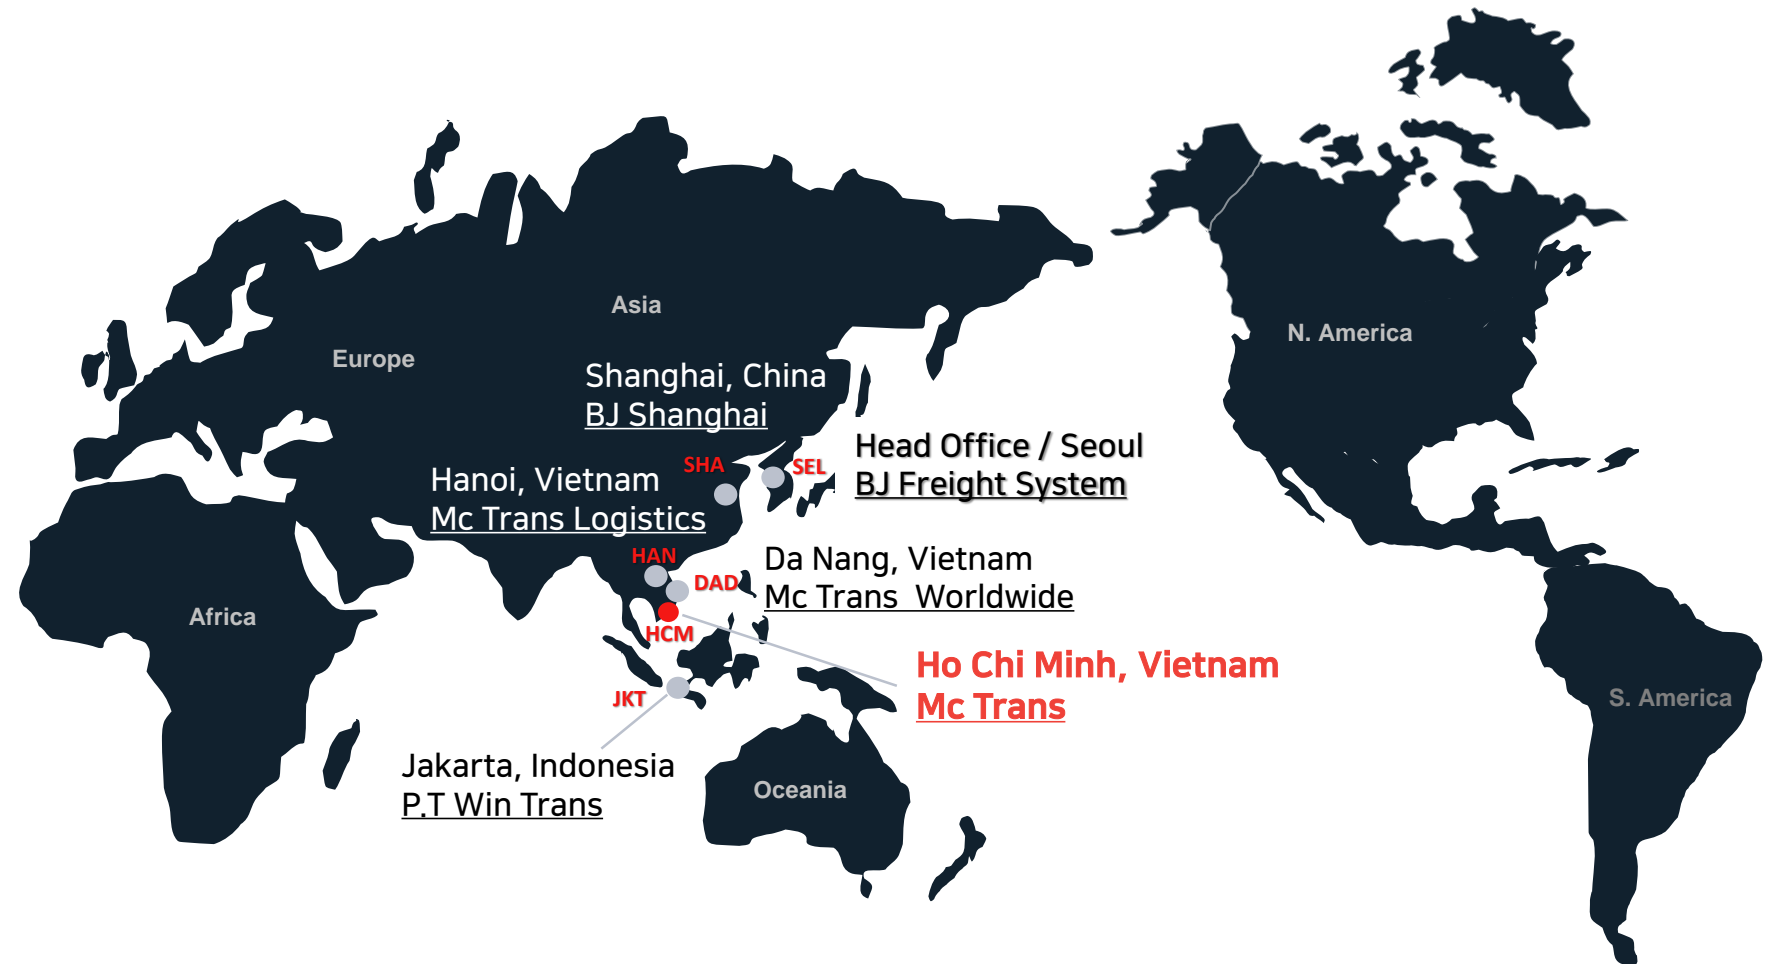 Asia
N. America
Europe
Shanghai, China
BJ Shanghai
Head Office / Seoul
BJ Freight System
SHA
SEL
Hanoi, Vietnam
Mc Trans Logistics
HAN
DAD
Da Nang, Vietnam
Mc Trans  Worldwide
Africa
HCM
Ho Chi Minh, Vietnam
Mc Trans
JKT
S. America
Jakarta, Indonesia
P.T Win Trans
Oceania